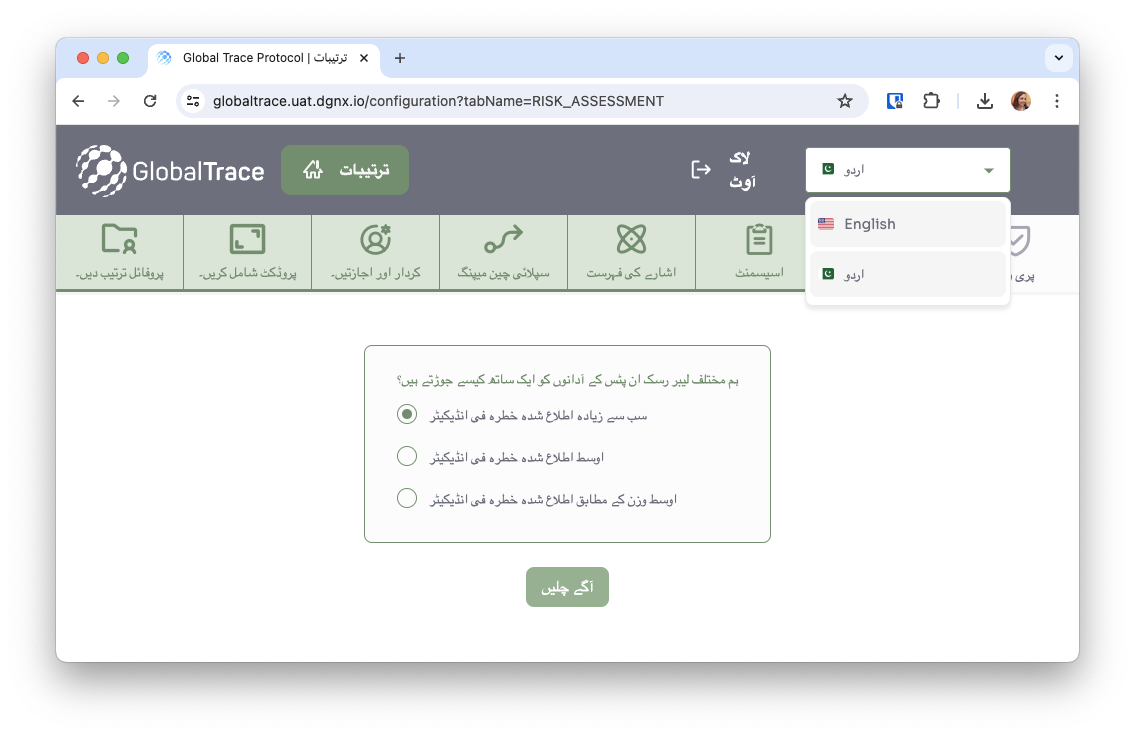 Global Trace Protocol | ترتیبات
globaltrace.uat.dgnx.io/configuration?tabName=RISK_ASSESSMENT
GlobalTrace
ترتیبات
لاگ
آوٹ
اردو
English
اردو
پروفائل ترتیب دیں۔
پروڈکٹ شامل کریں۔
کردار اور اجازتیں۔
سپلائی چین میپنگ
اشارے کی فہرست
اسیسمنٹ
پری
ہم مختلف لیبر رسک ان پٹس کے آدانوں کو ایک ساتھ کیسے جوڑتے ہیں؟
سب سے زیادہ اطلاع شدہ خطرہ فی انڈیکیٹر
اوسط اطلاع شدہ خطرہ فی انڈیکیٹر
اوسط وزن کے مطابق اطلاع شدہ خطرہ فی انڈیکیٹر
آگے چلیں